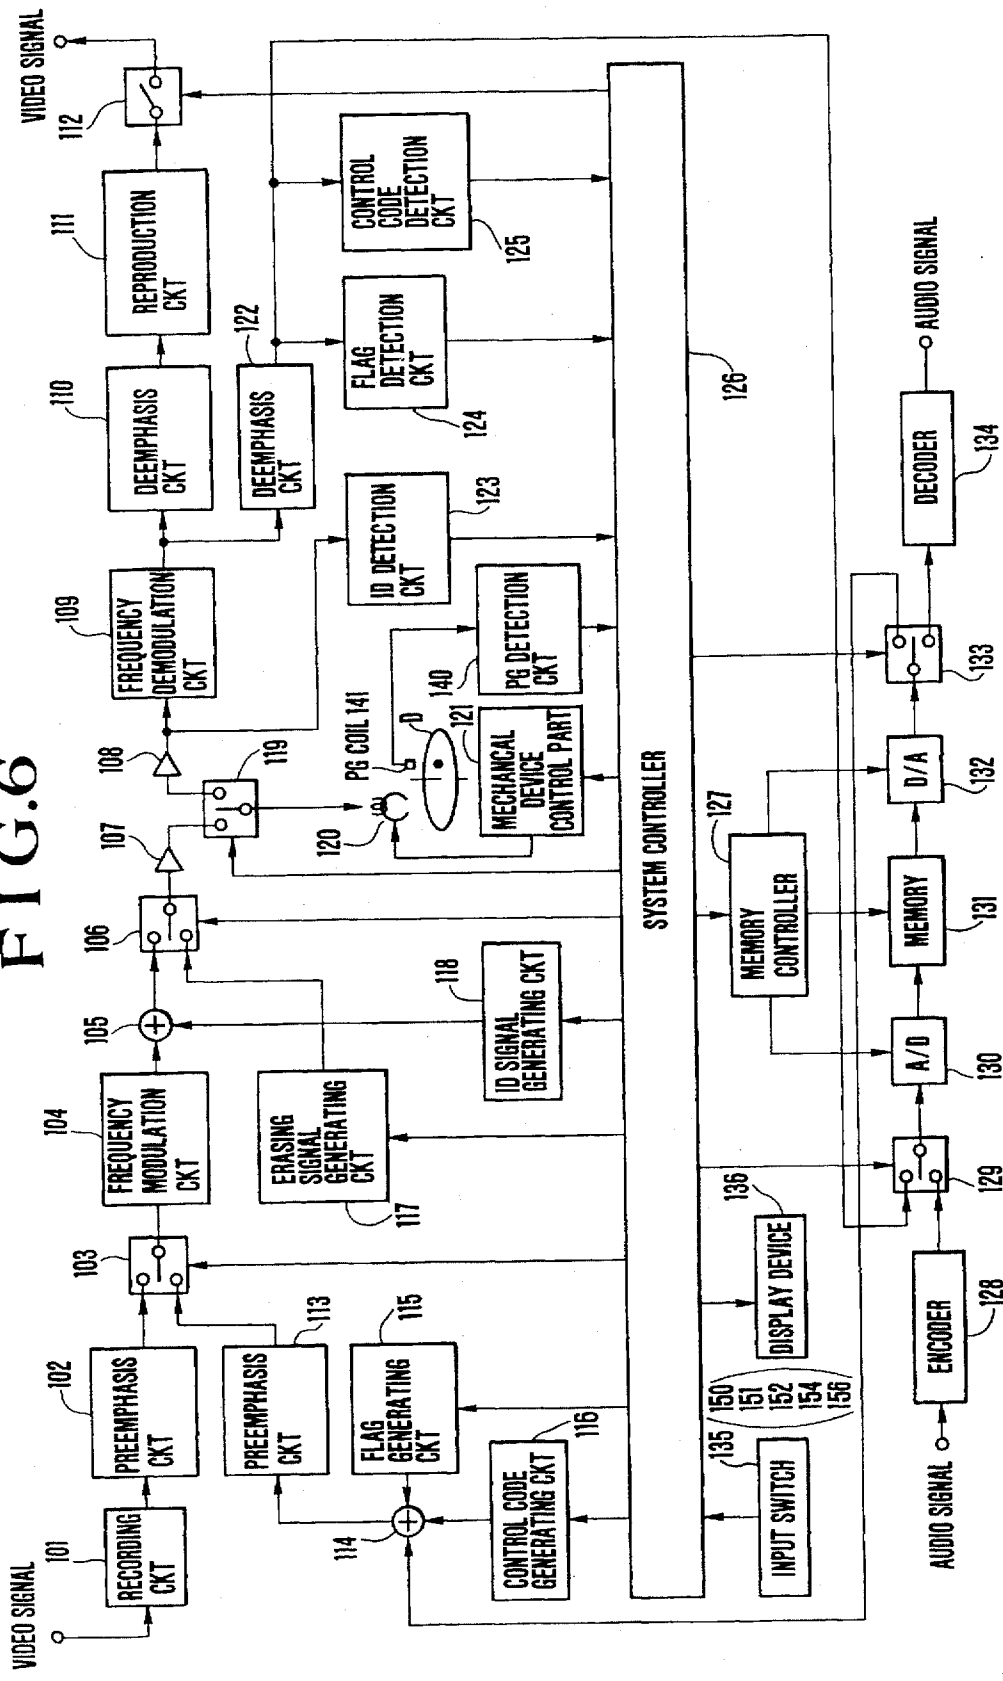 FIG.6
VIDEO SIGNAL
101
RECORDING
CKT
102
PREEMPHASIS
CKT
103
104
FREQUENCY
MODULATION
CKT
105
106
107
108
109
FREQUENCY
DEMODULATION
CKT
110
DEEMPHASIS
CKT
111
REPRODUCTION
CKT
112
VIDEO SIGNAL
113
PREEMPHASIS
CKT
114
115
FLAG
GENERATING
CKT
116
CONTROL CODE
GENERATING CKT
117
ERASING
SIGNAL
GENERATING
CKT
118
ID SIGNAL
GENERATING CKT
119
120
PG COIL 141
D
121
MECHANCAL
DEVICE
CONTROL PART
140
PG DETECTION
CKT
122
DEEMPHASIS
CKT
123
ID DETECTION
CKT
124
FLAG
DETECTION
CKT
125
CONTROL
CODE
DETECTION
CKT
SYSTEM CONTROLLER
126
135
INPUT SWITCH
150
151
152
154
156
136
DISPLAY DEVICE
127
MEMORY
CONTROLLER
AUDIO SIGNAL
ENCODER
128
129
A/D
130
MEMORY
131
D/A
132
133
DECODER
134
AUDIO SIGNAL